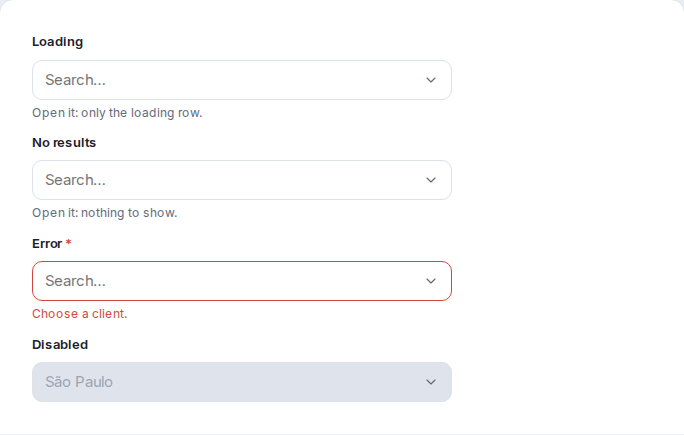 Loading
Search...
Open it: only the loading row.
No results
Search...
Open it: nothing to show.
Error *
Search...
Choose a client.
Disabled
São Paulo